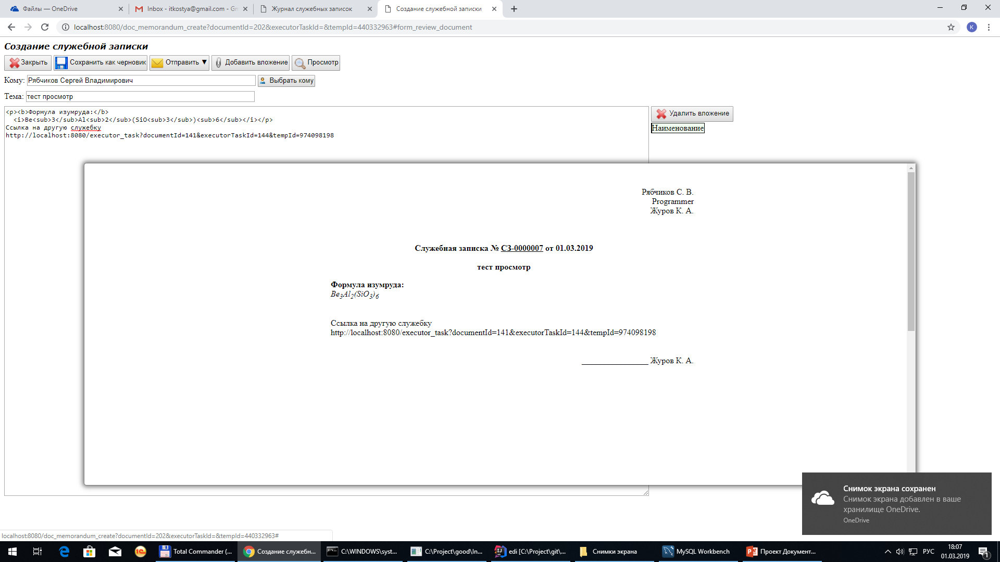 Файлы — OneDrive
Inbox - itkostya@gmail.com - Gm
Журнал служебных записок
Создание служебной записки
localhost:8080/doc_memorandum_create?documentId=202&executorTaskId=&tempId=440332963#form_review_document
K
Создание служебной записки
Закрыть
Сохранить как черновик
Отправить ▼
Добавить вложение
Просмотр
Кому: Рябчиков Сергей Владимирович
Выбрать кому
Тема: тест просмотр
<p><b>Формула изумруда:</b>
<i>Be<sub>3</sub>Al<sub>2</sub>(SiO<sub>3</sub>)<sub>6</sub></i></p>
Ссылка на другую служебку
http://localhost:8080/executor_task?documentId=141&executorTaskId=144&tempId=974098198
Удалить вложение
Наименование
Рябчиков С. В.
Programmer
Журов К. А.
Служебная записка № СЗ-0000007 от 01.03.2019
тест просмотр
Формула изумруда:
Be3Al2(SiO3)6
Ссылка на другую служебку
http://localhost:8080/executor_task?documentId=141&executorTaskId=144&tempId=974098198
________________ Журов К. А.
Снимок экрана сохранен
Снимок экрана добавлен в ваше
хранилище OneDrive.
OneDrive
localhost:8080/doc_memorandum_create?documentId=202&executorTaskId=&tempId=440332963#
Total Commander (...
Создание служебн...
C:\WINDOWS\syst...
C:\Project\good\In...
edi [C:\Project\git\...
Снимки экрана
MySQL Workbench
Проект Документ...
РУС
18:07
01.03.2019
1